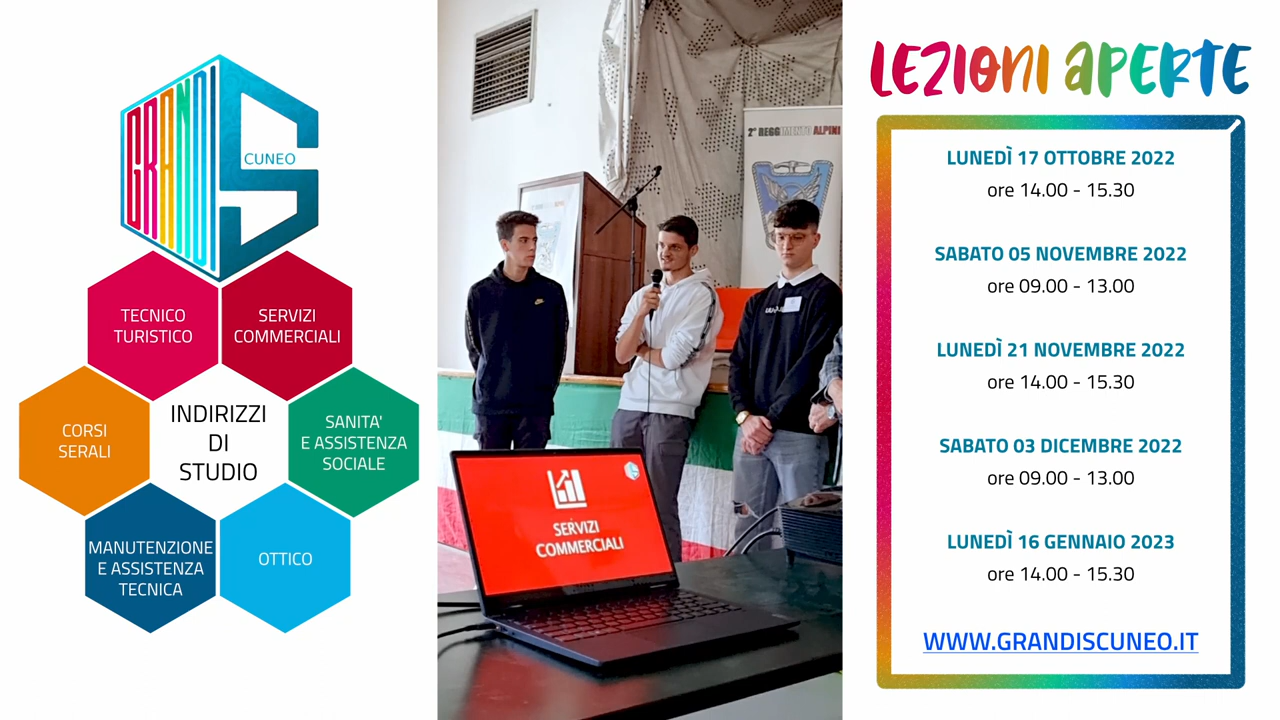 GRANDI
S
CUNEO
TECNICO
TURISTICO
SERVIZI
COMMERCIALI
CORSI
SERALI
INDIRIZZI
DI
STUDIO
SANITA'
E ASSISTENZA
SOCIALE
MANUTENZIONE
E ASSISTENZA
TECNICA
OTTICO
2° REGGIMENTO ALPINI
SERVIZI
COMMERCIALI
LEZIONI APERTE
LUNEDÌ 17 OTTOBRE 2022
ore 14.00 - 15.30
SABATO 05 NOVEMBRE 2022
ore 09.00 - 13.00
LUNEDÌ 21 NOVEMBRE 2022
ore 14.00 - 15.30
SABATO 03 DICEMBRE 2022
ore 09.00 - 13.00
LUNEDÌ 16 GENNAIO 2023
ore 14.00 - 15.30
WWW.GRANDISCUNEO.IT